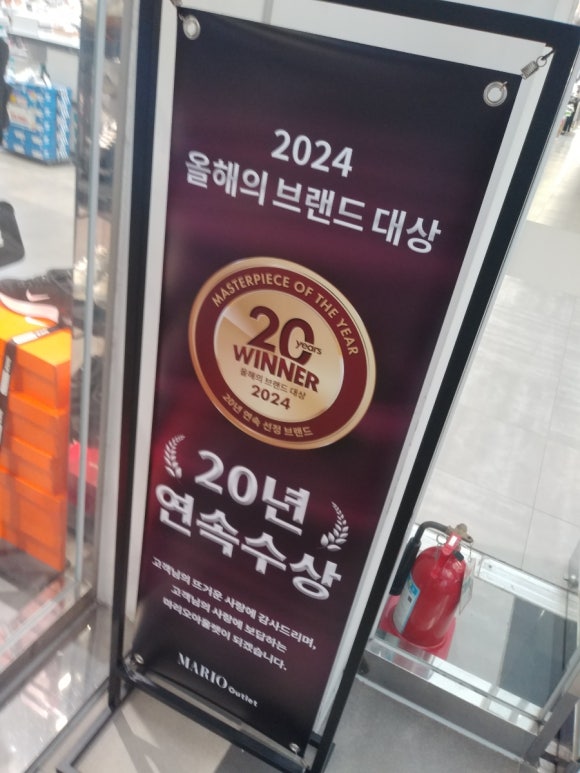 2024
올해의 브랜드 대상
MASTERPIECE OF THE YEAR
20
years
WINNER
올해의 브랜드 대상
2024
20년 연속 선정 브랜드
20년
연속수상
고객님의 뜨거운 사랑에 감사드리며,
고객님의 사랑에 보답하는
마리오아울렛이 되겠습니다.
MARIO Outlet